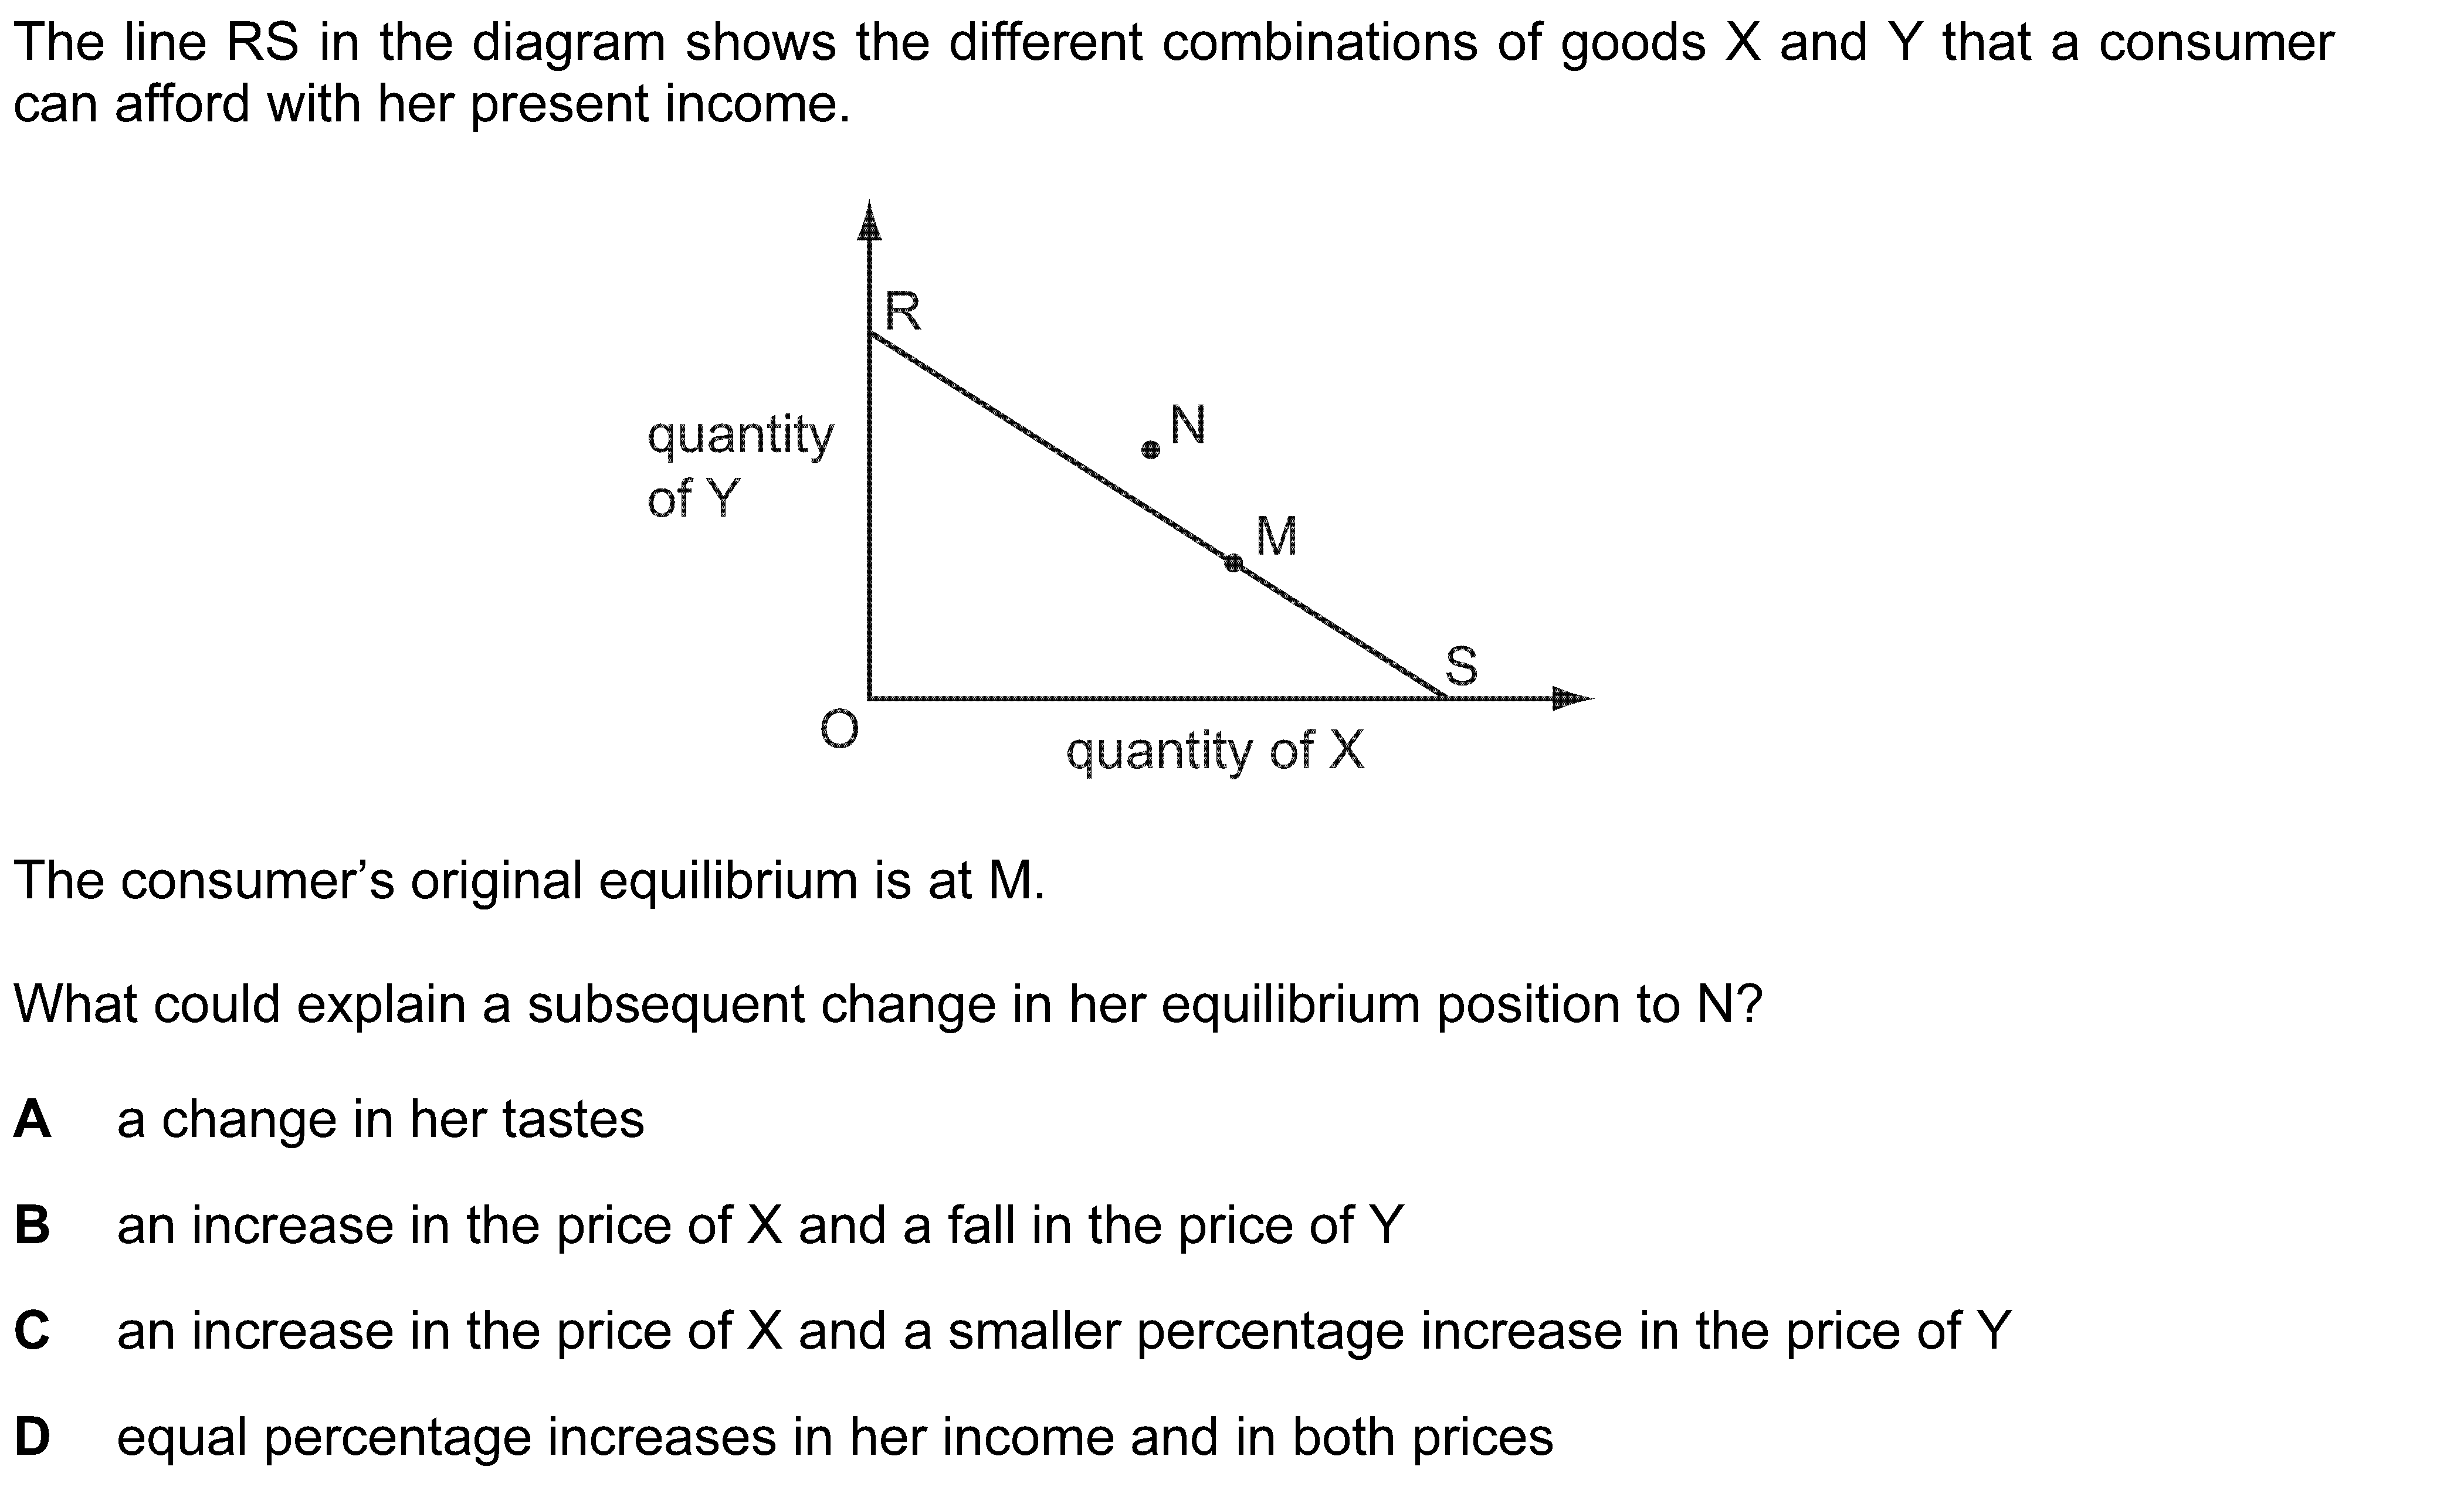 The line RS in the diagram shows the different combinations of goods X and Y that a consumer
can afford with her present income.
R
N
quantity
of Y
M
S
O
quantity of X
The consumer's original equilibrium is at M.
What could explain a subsequent change in her equilibrium position to N?
A a change in her tastes
B an increase in the price of X and a fall in the price of Y
C an increase in the price of X and a smaller percentage increase in the price of Y
D equal percentage increases in her income and in both prices